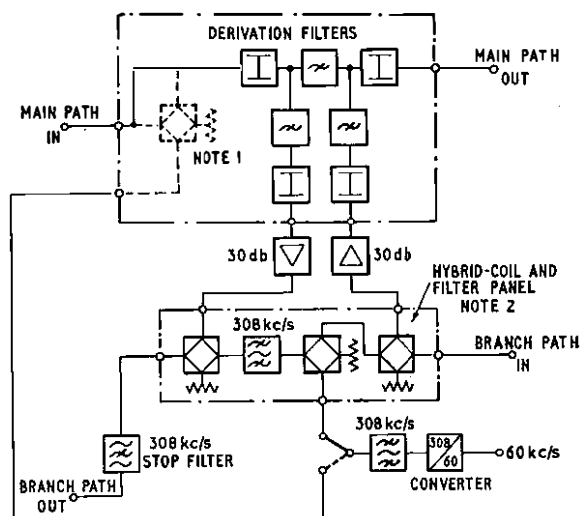 DERIVATION FILTERS
MAIN PATH
OUT
MAIN PATH
IN
NOTE 1
30db
30db
HYBRID-COIL AND
FILTER PANEL
NOTE 2
308kc/s
BRANCH PATH
IN
308kc/s
STOP FILTER
308kc/s
308
60
60kc/s
CONVERTER
BRANCH PATH
OUT